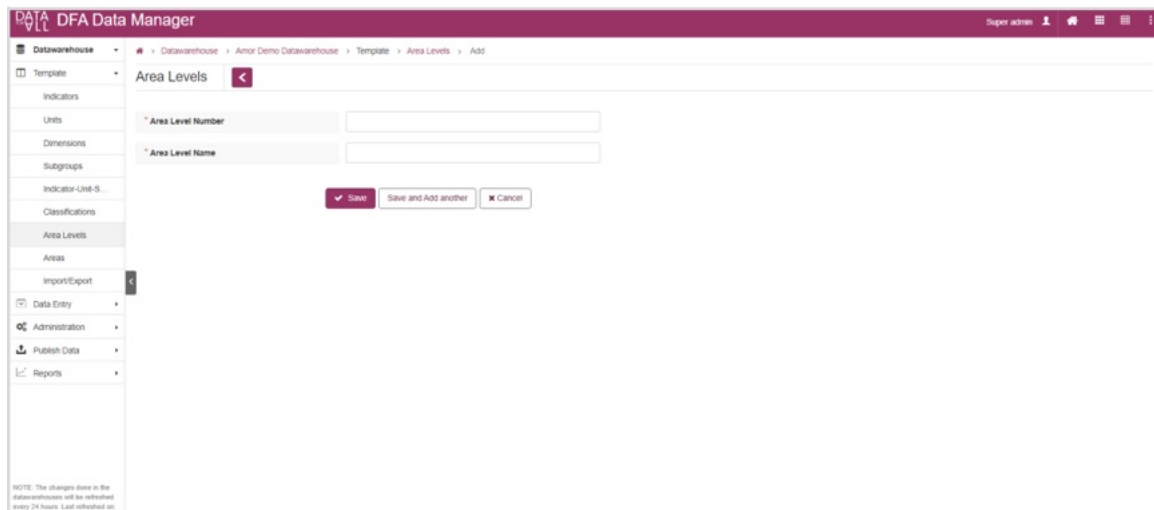 DATA FOR ALL DFA Data Manager
Super admin
Datawarehouse
Datawarehouse > Amor Demo Datawarehouse > Template > Area Levels > Add
Template
Area Levels
Indicators
Units
Dimensions
Subgroups
Indicator-Unit-S...
Classifications
Area Levels
Areas
Import/Export
Data Entry
Administration
Publish Data
Reports
* Area Level Number
* Area Level Name
Save
Save and Add another
Cancel
NOTE: The changes done in the
datawarehouses will be refreshed
every 24 hours. Last refreshed on: